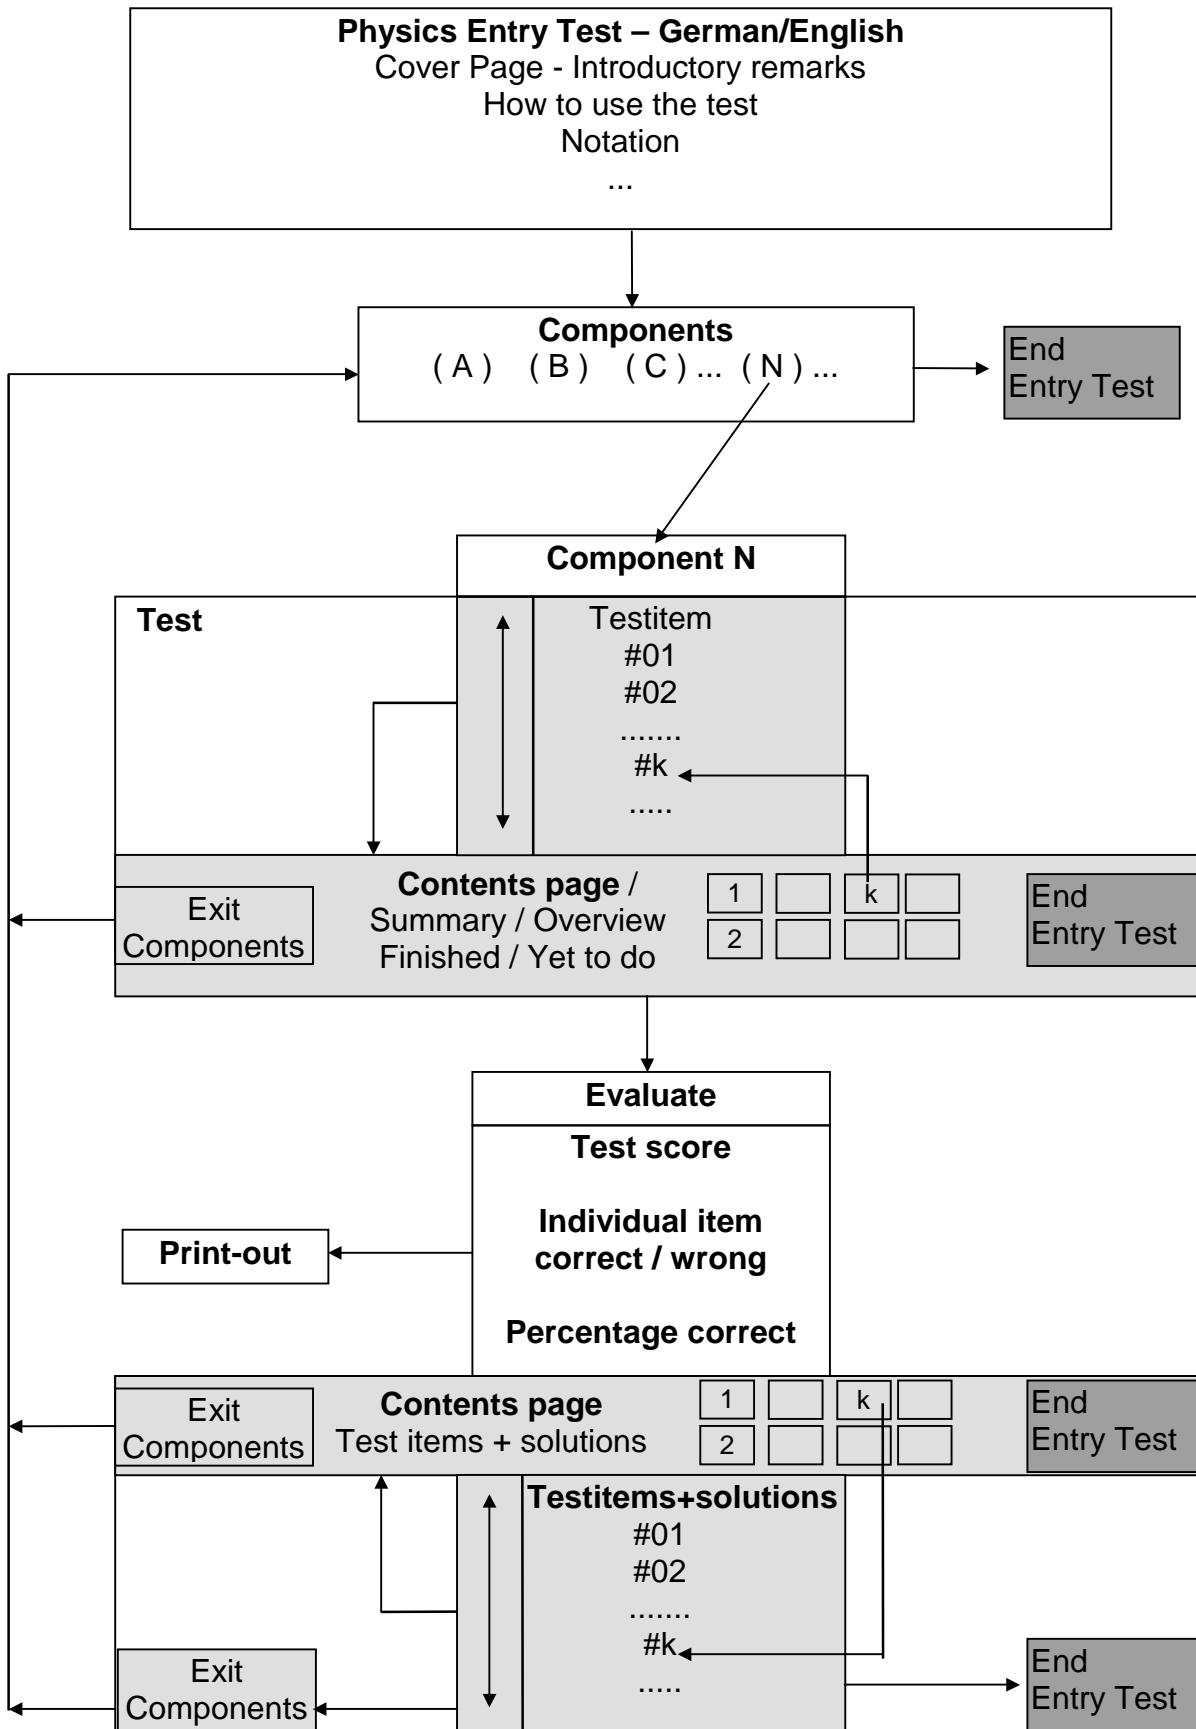 Physics Entry Test – German/English
Cover Page - Introductory remarks
How to use the test
Notation
...
Components
( A ) ( B ) ( C ) ... ( N ) ...
End
Entry Test
Component N
Test
Testitem
#01
#02
.......
#k
.....
Exit
Components
Contents page /
Summary / Overview
Finished / Yet to do
1 k
2
End
Entry Test
Evaluate
Test score
Individual item
correct / wrong
Percentage correct
Print-out
Exit
Components
Contents page
Test items + solutions
1 k
2
End
Entry Test
Testitems+solutions
#01
#02
.......
#k
.....
Exit
Components
End
Entry Test